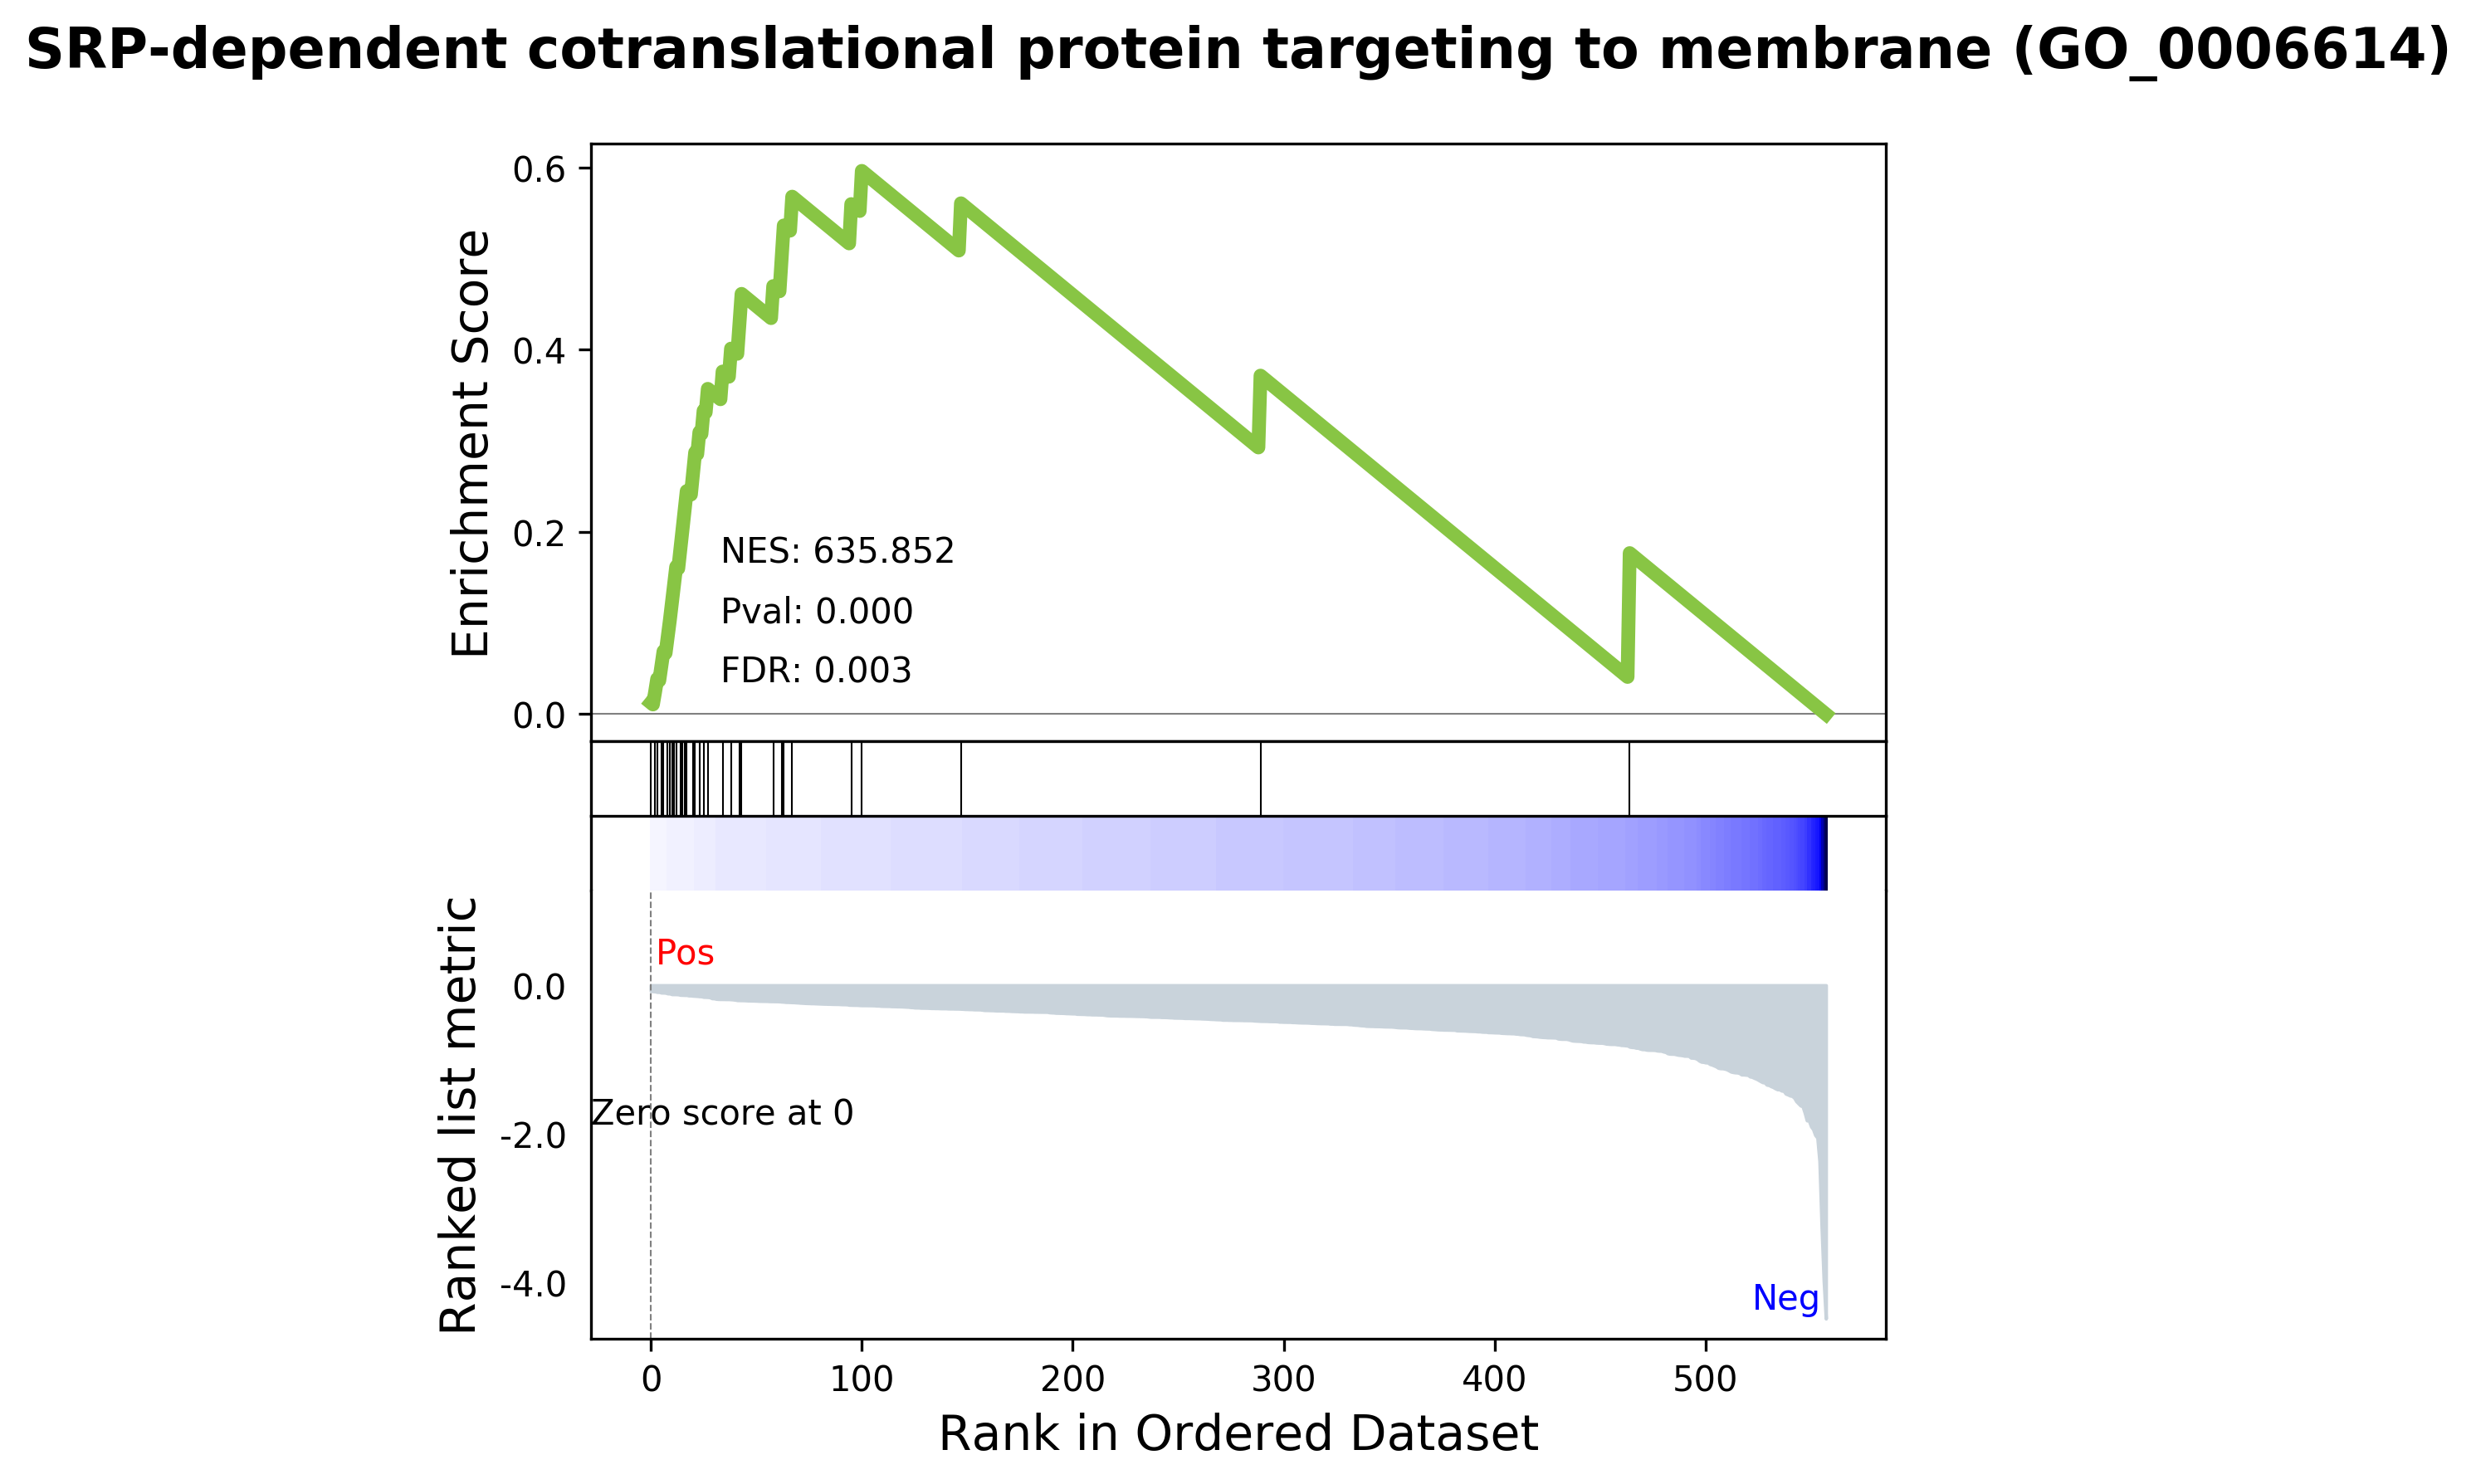 SRP-dependent cotranslational protein targeting to membrane (GO_0006614)
Enrichment Score
0.6
0.4
0.2
0.0
NES: 635.852
Pval: 0.000
FDR: 0.003
Ranked list metric
Pos
0.0
Zero score at 0
-2.0
-4.0
Neg
0 100 200 300 400 500
Rank in Ordered Dataset